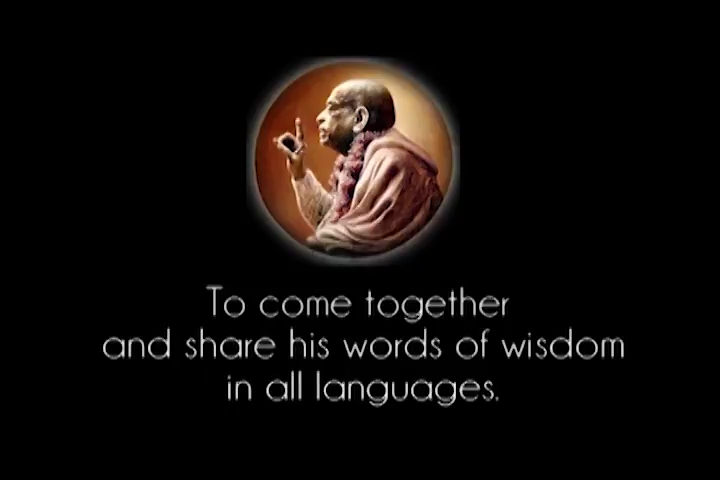 To come together
and share his words of wisdom
in all languages.